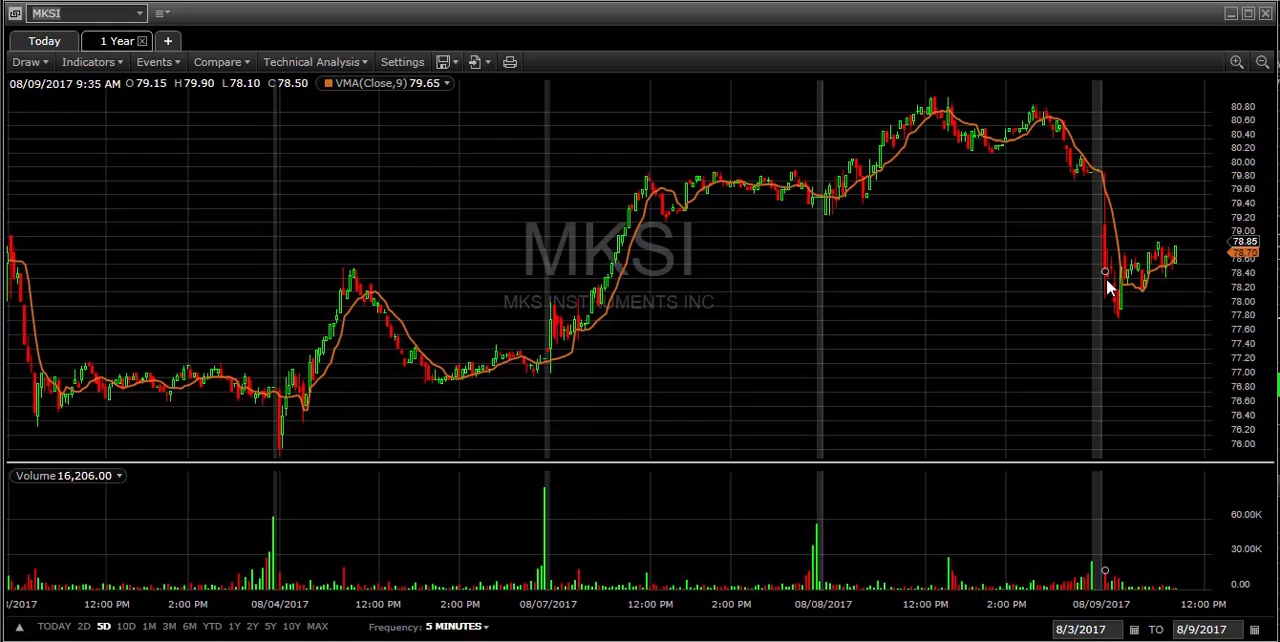 MKSI
Today 1 Year +
Draw Indicators Events Compare Technical Analysis Settings
08/09/2017 9:35 AM O 79.15 H 79.90 L 78.10 C 78.50 VMA(Close,9) 79.65
80.80
80.60
80.40
80.20
80.00
79.80
79.60
79.40
79.20
79.00
78.85
78.70
78.60
78.40
78.20
78.00
77.80
77.60
77.40
77.20
77.00
76.80
76.60
76.40
76.20
76.00
MKSI
MKS INSTRUMENTS INC
Volume 16,206.00
60.00K
30.00K
0.00
/2017 12:00 PM 2:00 PM 08/04/2017 12:00 PM 2:00 PM 08/07/2017 12:00 PM 2:00 PM 08/08/2017 12:00 PM 2:00 PM 08/09/2017 12:00 PM
TODAY 2D 5D 10D 1M 3M 6M YTD 1Y 2Y 5Y 10Y MAX Frequency: 5 MINUTES 8/3/2017 TO 8/9/2017